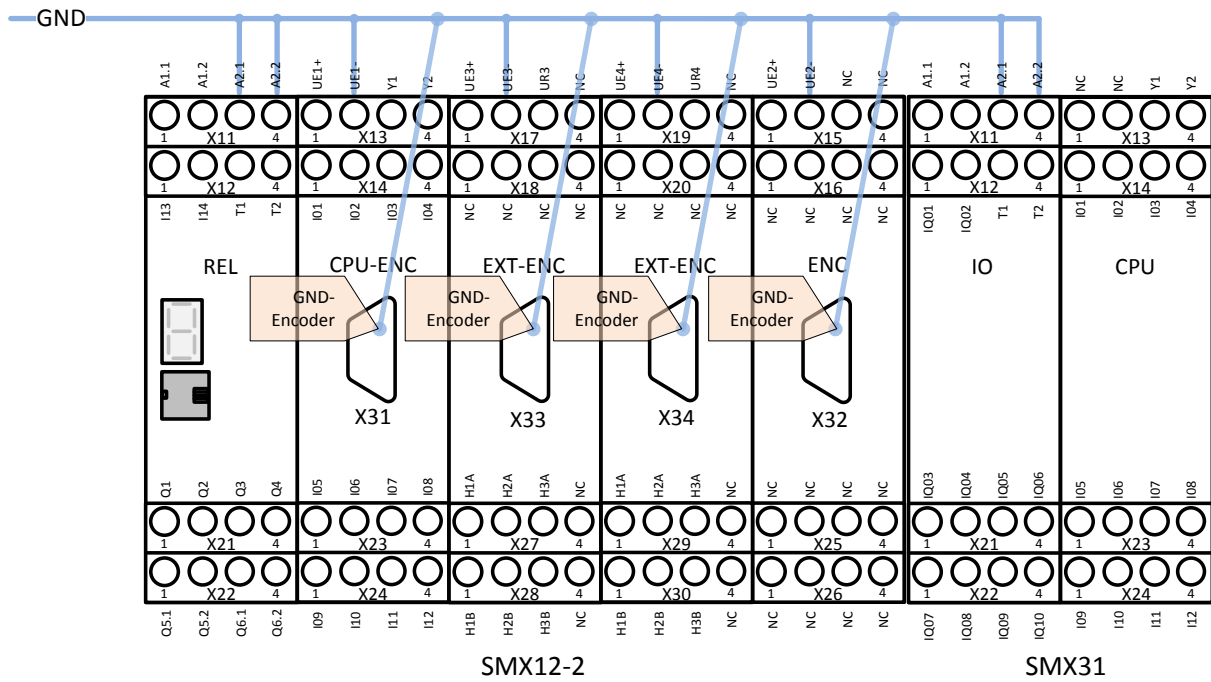 GND
A1.1 A1.2 A2.1 A2.2 UE1+ UE1- Y1 Y2 UE3+ UE3- UR3 NC UE4+ UE4- UR4 NC UE2+ UE2- NC NC A1.1 A1.2 A2.1 A2.2 NC NC Y1 Y2
1 X11 4 1 X13 4 1 X17 4 1 X19 4 1 X15 4 1 X11 4 1 X13 4
1 X12 4 1 X14 4 1 X18 4 1 X20 4 1 X16 4 1 X12 4 1 X14 4
I13 I14 T1 T2 I01 I02 I03 I04 NC NC NC NC NC NC NC NC NC NC NC NC IQ01 IQ02 T1 T2 I01 I02 I03 I04
REL CPU-ENC EXT-ENC EXT-ENC ENC IO CPU
GND- GND- GND- GND-
Encoder Encoder Encoder Encoder
X31 X33 X34 X32
Q1 Q2 Q3 Q4 I05 I06 I07 I08 H1A H2A H3A NC H1A H2A H3A NC NC NC NC NC IQ03 IQ04 IQ05 IQ06 I05 I06 I07 I08
1 X21 4 1 X23 4 1 X27 4 1 X29 4 1 X25 4 1 X21 4 1 X23 4
1 X22 4 1 X24 4 1 X28 4 1 X30 4 1 X26 4 1 X22 4 1 X24 4
Q5.1 Q5.2 Q6.1 Q6.2 I09 I10 I11 I12 H1B H2B H3B NC H1B H2B H3B NC NC NC NC NC IQ07 IQ08 IQ09 IQ10 I09 I10 I11 I12
SMX12-2 SMX31